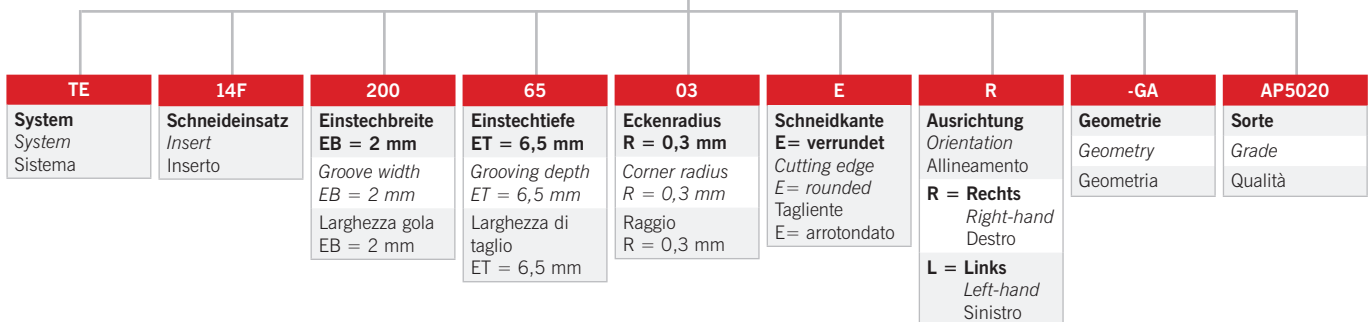 TE
System
System
Sistema
14F
Schneideinsatz
Insert
Inserto
200
Einstechbreite
EB = 2 mm
Groove width
EB = 2 mm
Larghezza gola
EB = 2 mm
65
Einstechtiefe
ET = 6,5 mm
Grooving depth
ET = 6,5 mm
Larghezza di
taglio
ET = 6,5 mm
03
Eckenradius
R = 0,3 mm
Corner radius
R = 0,3 mm
Raggio
R = 0,3 mm
E
Schneidkante
E= verrundet
Cutting edge
E= rounded
Tagliente
E= arrotondato
R
Ausrichtung
Orientation
Allineamento
R = Rechts
Right-hand
Destro
L = Links
Left-hand
Sinistro
-GA
Geometrie
Geometry
Geometria
AP5020
Sorte
Grade
Qualità